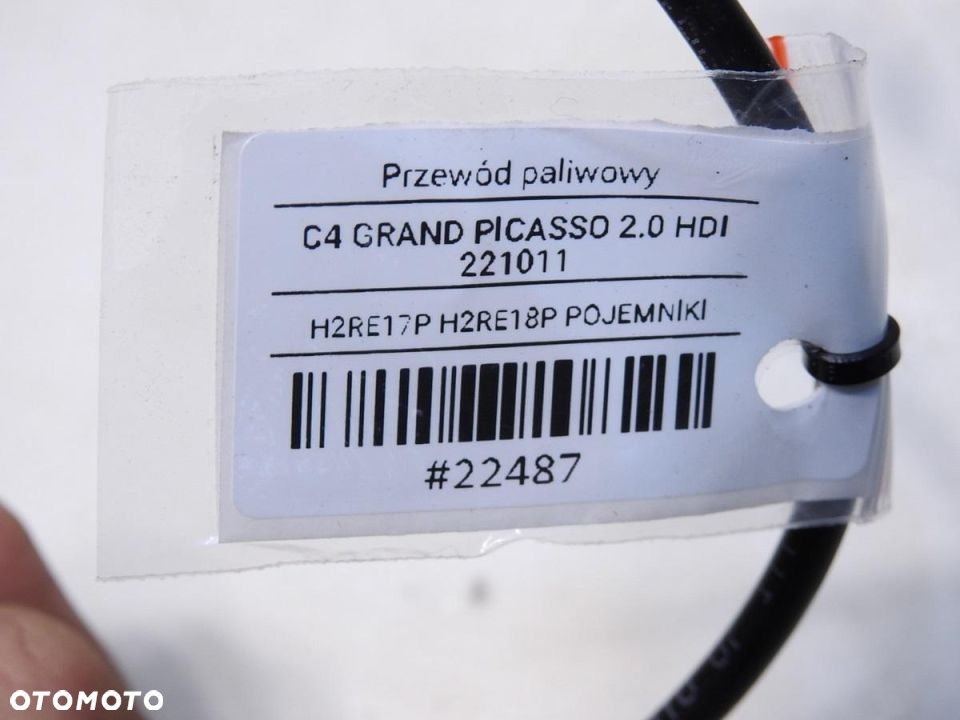 Przewód paliwowy
C4 GRAND PICASSO 2.0 HDI
221011
H2RE17P H2RE18P POJEMNIKI
#22487
OTOMOTO